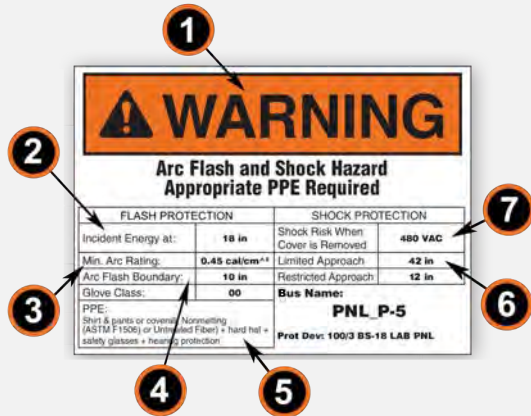 1
WARNING
Arc Flash and Shock Hazard
Appropriate PPE Required
2
7
FLASH PROTECTION SHOCK PROTECTION
Incident Energy at: 18 in Shock Risk When Cover is Removed 480 VAC
Min. Arc Rating: 0.45 cal/cm^² Limited Approach 42 in
Arc Flash Boundary: 10 in Restricted Approach 12 in
3
6
Glove Class: 00 Bus Name:
PNL_P-5
PPE:
Shirt & pants or coverall, Nonmelting
(ASTM F1506) or Untreated Fiber) + hard hat +
safety glasses + hearing protection
Prot Dev: 100/3 BS-18 LAB PNL
4
5